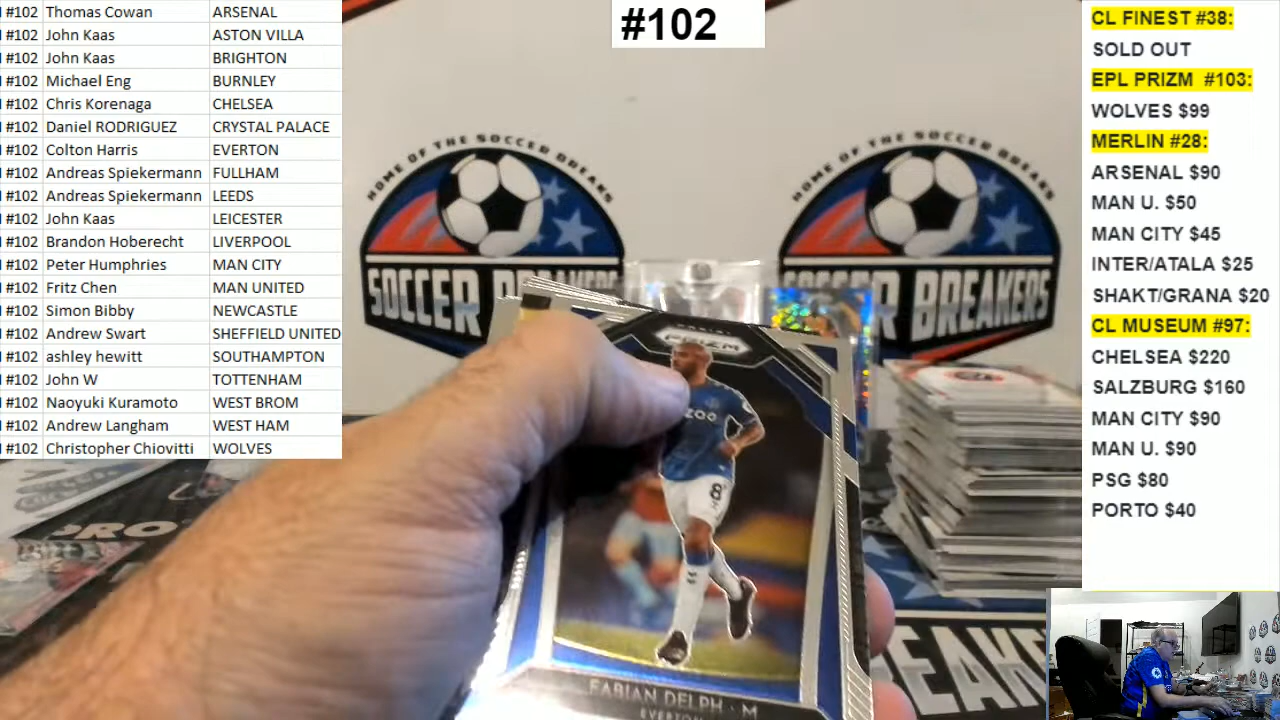 #102 Thomas Cowan ARSENAL
#102 John Kaas ASTON VILLA
#102 John Kaas BRIGHTON
#102 Michael Eng BURNLEY
#102 Chris Korenaga CHELSEA
#102 Daniel RODRIGUEZ CRYSTAL PALACE
#102 Colton Harris EVERTON
#102 Andreas Spiekermann FULLHAM
#102 Andreas Spiekermann LEEDS
#102 John Kaas LEICESTER
#102 Brandon Hoberecht LIVERPOOL
#102 Peter Humphries MAN CITY
#102 Fritz Chen MAN UNITED
#102 Simon Bibby NEWCASTLE
#102 Andrew Swart SHEFFIELD UNITED
#102 ashley hewitt SOUTHAMPTON
#102 John W TOTTENHAM
#102 Naoyuki Kuramoto WEST BROM
#102 Andrew Langham WEST HAM
#102 Christopher Chiovitti WOLVES
#102
HOME OF THE SOCCER BREAKS
SOCCER BREAKERS
HOME OF THE SOCCER BREAKS
SOCCER BREAKERS
PRIZM
8
FABIAN DELPH - M
EVERTON
CL FINEST #38:
SOLD OUT
EPL PRIZM #103:
WOLVES $99
MERLIN #28:
ARSENAL $90
MAN U. $50
MAN CITY $45
INTER/ATALA $25
SHAKT/GRANA $20
CL MUSEUM #97:
CHELSEA $220
SALZBURG $160
MAN CITY $90
MAN U. $90
PSG $80
PORTO $40